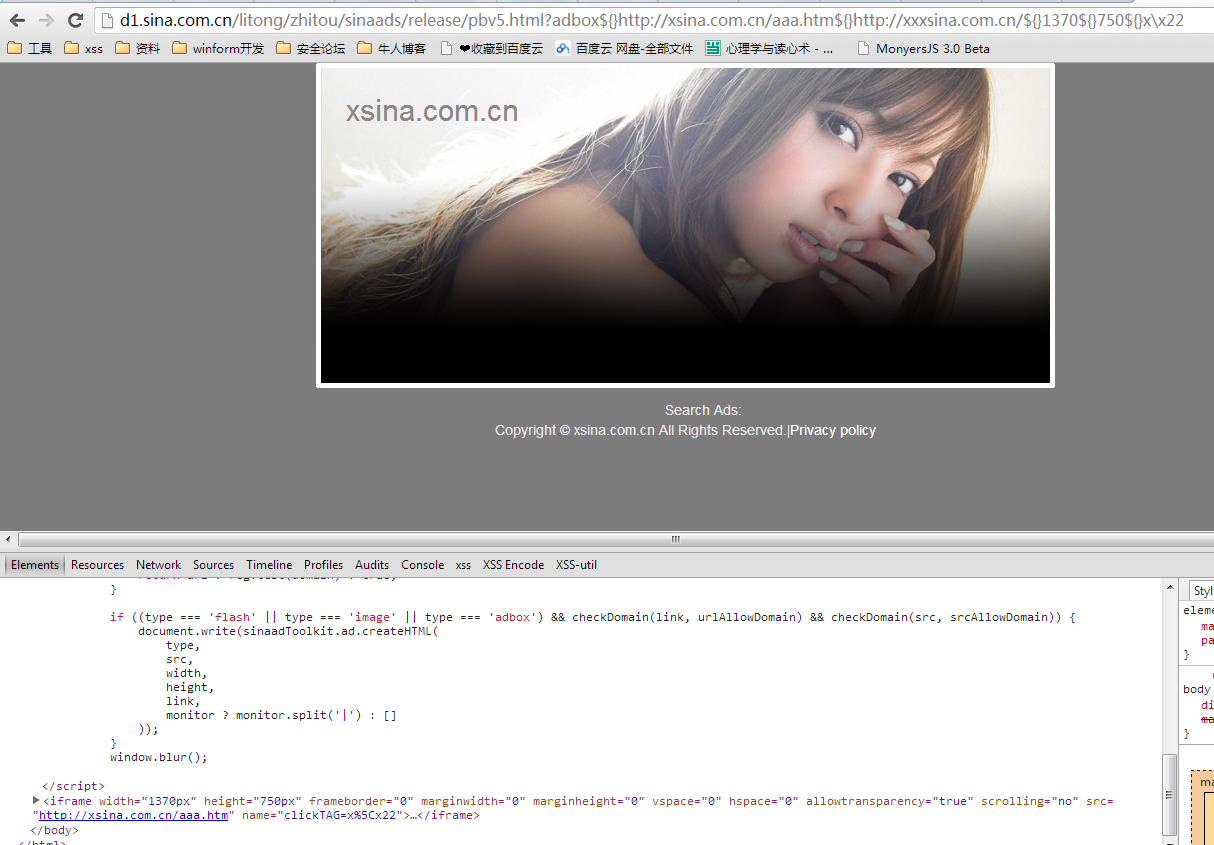 d1.sina.com.cn/litong/zhitou/sinaads/release/pbv5.html?adbox${}http://xsina.com.cn/aaa.htm${}http://xxxsina.com.cn/${}1370${}750${}x\x22
工具 xss 资料 winform开发 安全论坛 牛人博客 ❤收藏到百度云 百度云 网盘-全部文件 心理学与读心术 - ... MonyersJS 3.0 Beta
xsina.com.cn
Search Ads:
Copyright © xsina.com.cn All Rights Reserved.|Privacy policy
Elements Resources Network Sources Timeline Profiles Audits Console xss XSS Encode XSS-util
}
if ((type === 'flash' || type === 'image' || type === 'adbox') && checkDomain(link, urlAllowDomain) && checkDomain(src, srcAllowDomain)) {
document.write(sinaadToolkit.ad.createHTML(
type,
src,
width,
height,
link,
monitor ? monitor.split('|') : []
));
}
window.blur();
</script>
<iframe width="1370px" height="750px" frameborder="0" marginwidth="0" marginheight="0" vspace="0" hspace="0" allowtransparency="true" scrolling="no" src=
"http://xsina.com.cn/aaa.htm" name="clickTAG=x%5Cx22">…</iframe>
</body>
Styl
eleme
ma
pa
}
body
di
ma
}
ma